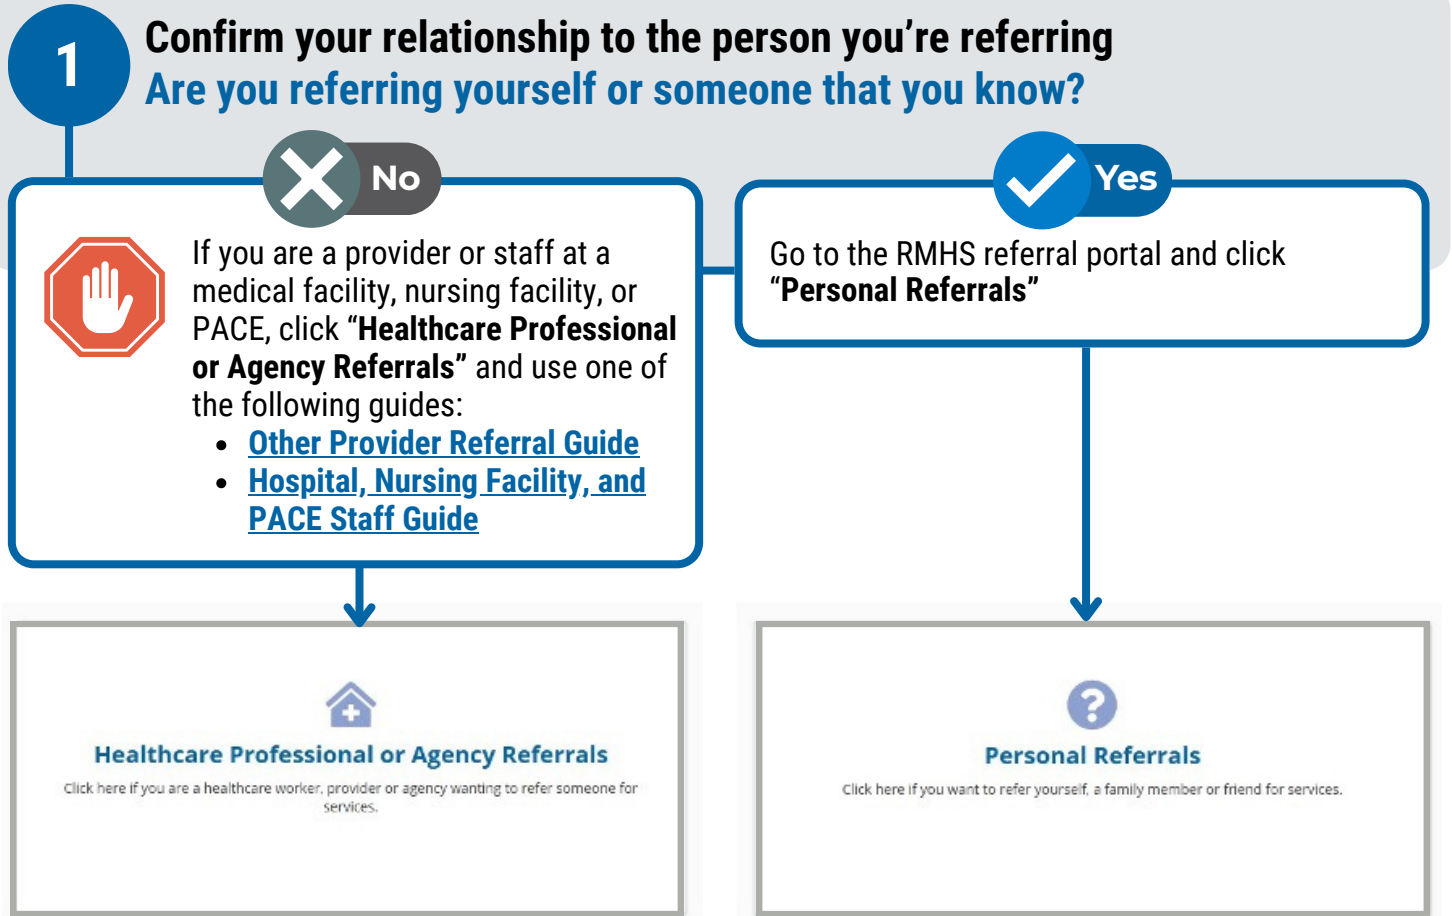 1
Confirm your relationship to the person you’re referring
Are you referring yourself or someone that you know?
No
If you are a provider or staff at a
medical facility, nursing facility, or
PACE, click “Healthcare Professional
or Agency Referrals” and use one of
the following guides:
• Other Provider Referral Guide
• Hospital, Nursing Facility, and
PACE Staff Guide
Yes
Go to the RMHS referral portal and click
“Personal Referrals”
Healthcare Professional or Agency Referrals
Click here if you are a healthcare worker, provider or agency wanting to refer someone for
services.
?
Personal Referrals
Click here if you want to refer yourself, a family member or friend for services.